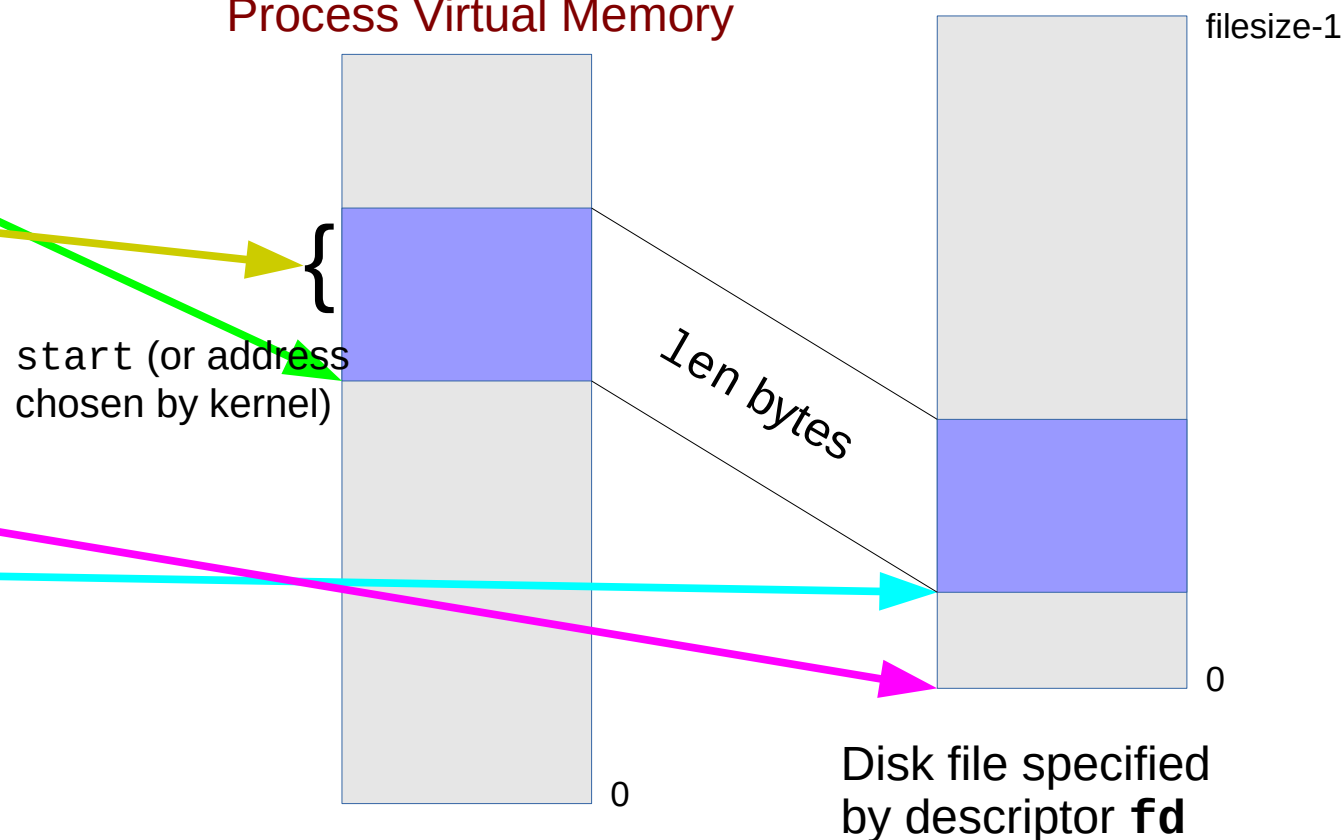 Process Virtual Memory
filesize-1
{
start (or address
chosen by kernel)
len bytes
0
0
Disk file specified
by descriptor fd